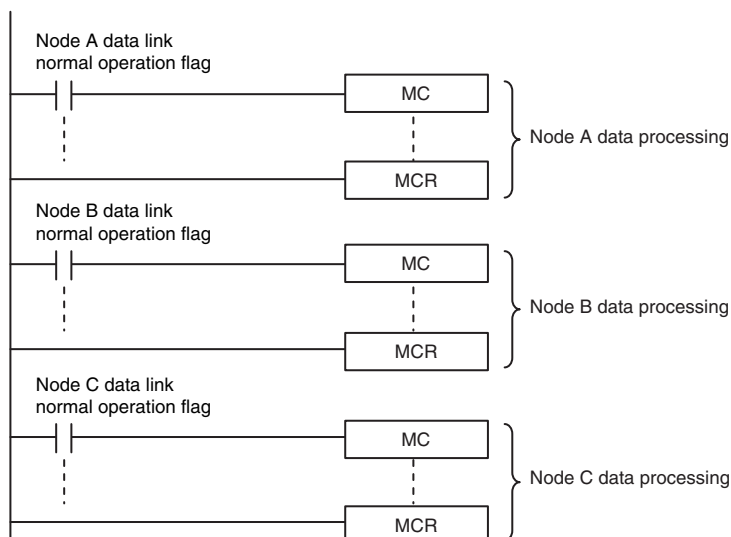 Node A data link
normal operation flag
MC
Node A data processing
MCR
Node B data link
normal operation flag
MC
Node B data processing
MCR
Node C data link
normal operation flag
MC
Node C data processing
MCR